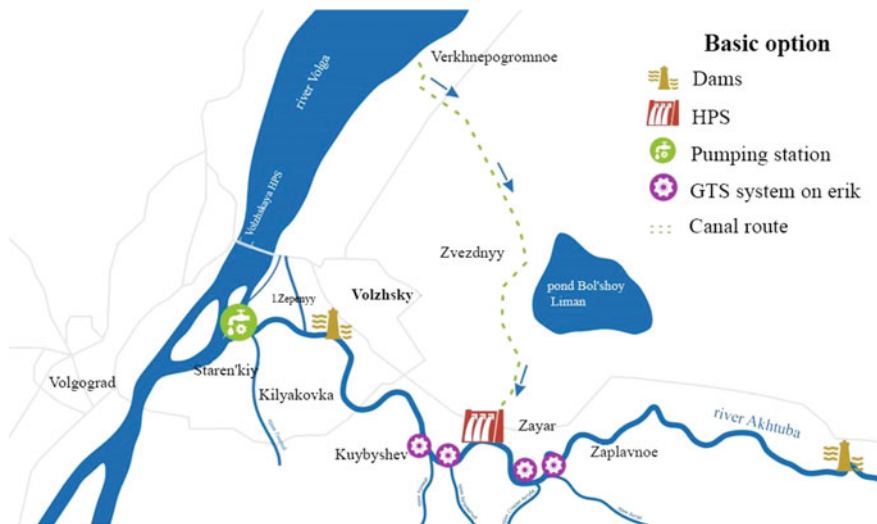 Basic option
Dams
HPS
Pumping station
GTS system on erik
Canal route
Verkhnepogromnoe
river Volga
Volzhskaya HPS
Zvezdnyy
pond Bol'shoy
Liman
l.Zepenyy
Volzhsky
Staren'kiy
Volgograd
Kilyakovka
Kuybyshev
Zayar
Zaplavnoe
river Akhtuba